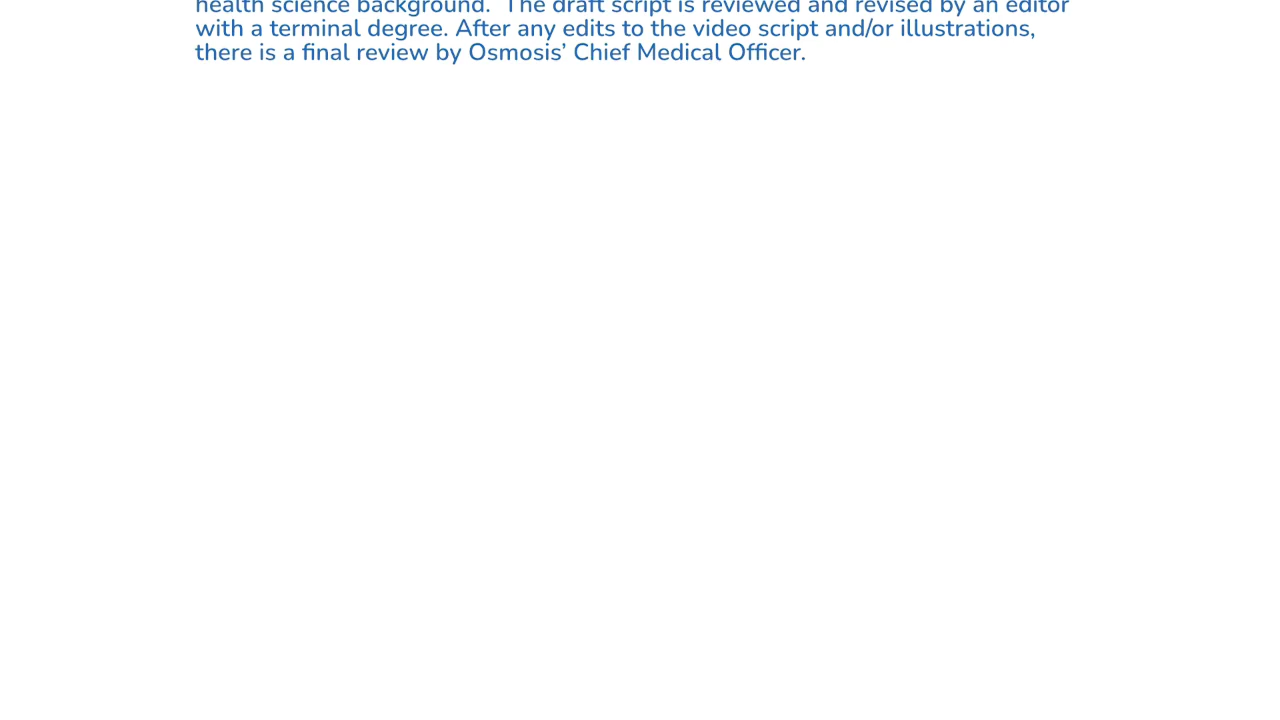 health science background.  The draft script is reviewed and revised by an editor
with a terminal degree. After any edits to the video script and/or illustrations,
there is a final review by Osmosis’ Chief Medical Officer.